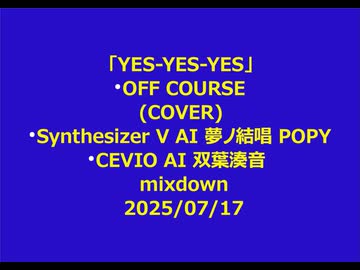 「YES-YES-YES」
•OFF COURSE
(COVER)
•Synthesizer V AI 夢ノ結唱 POPY
•CEVIO AI 双葉湊音
mixdown
2025/07/17